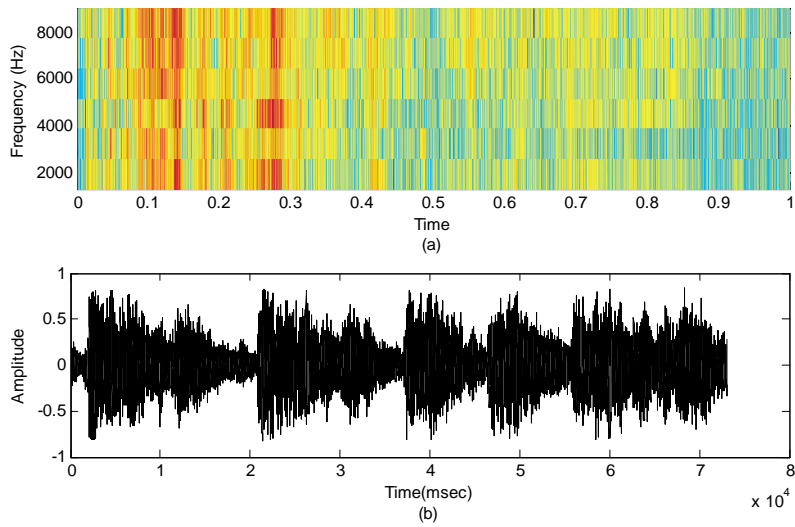 Frequency (Hz)
8000
6000
4000
2000
0 0.1 0.2 0.3 0.4 0.5 0.6 0.7 0.8 0.9 1
Time
(a)
Amplitude
1
0.5
0
-0.5
-1
0 1 2 3 4 5 6 7 8
Time(msec)
x 10^4
(b)